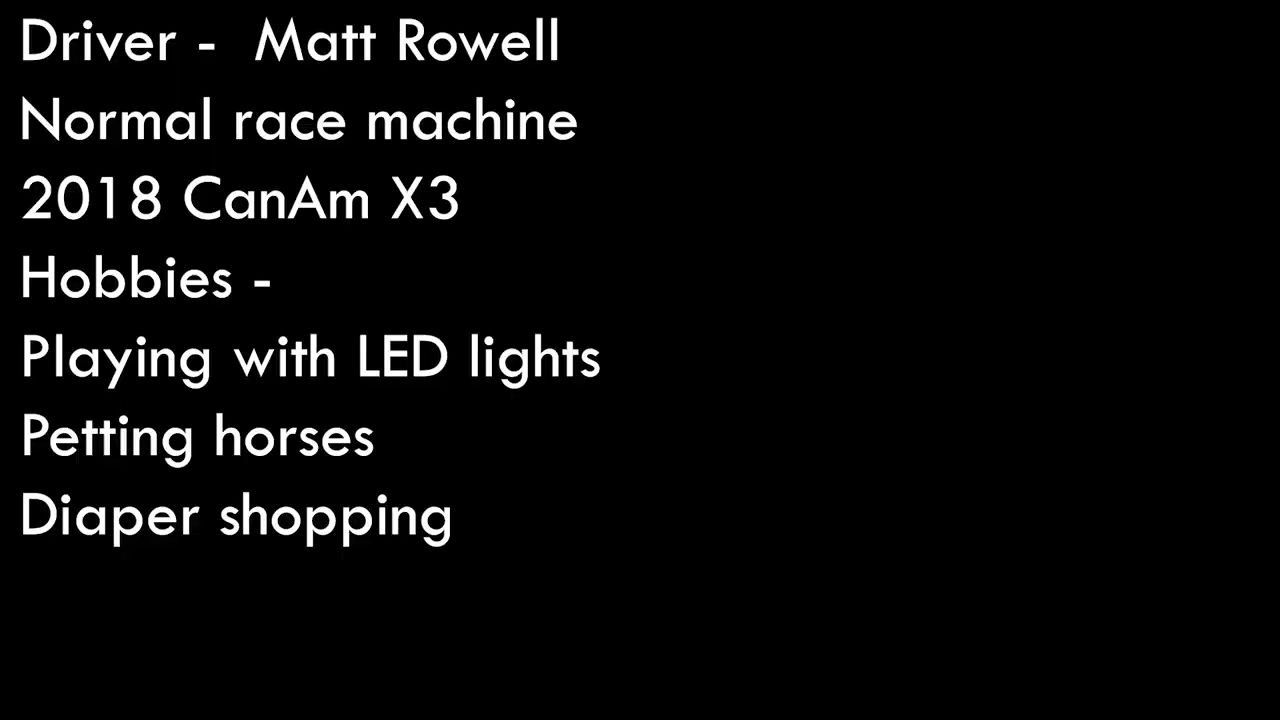 Driver -  Matt Rowell
Normal race machine
2018 CanAm X3
Hobbies -
Playing with LED lights
Petting horses
Diaper shopping